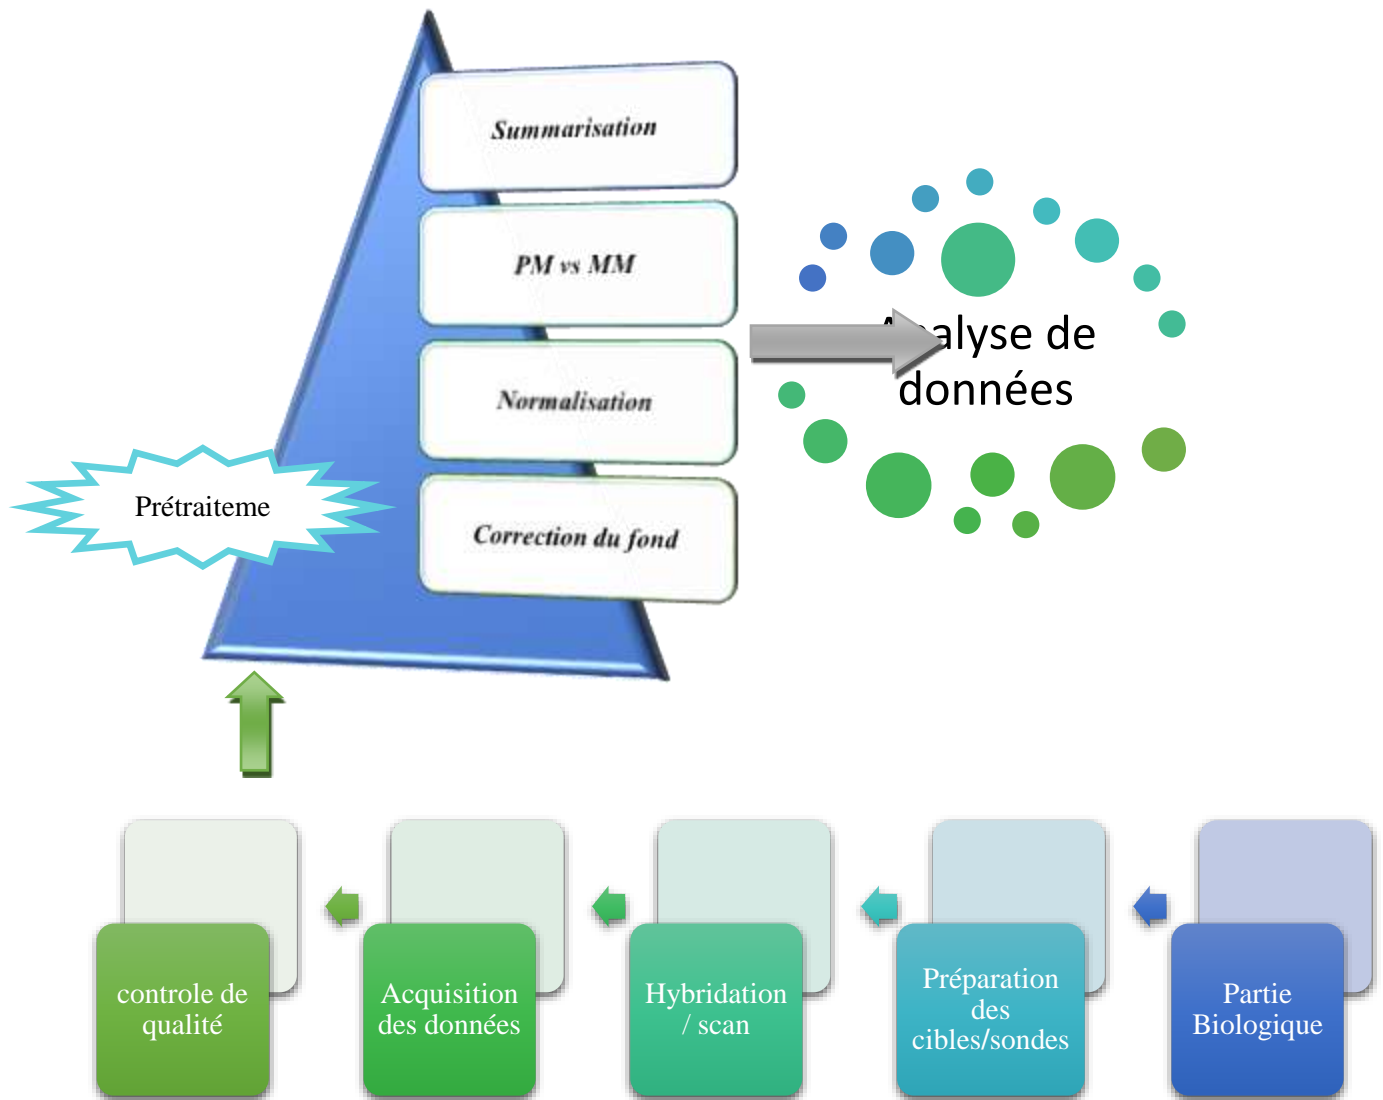 Summarisation
PM vs MM
Normalisation
Correction du fond
Prétraiteme
Analyse de
données
controle de
qualité
Acquisition
des données
Hybridation
/ scan
Préparation
des
cibles/sondes
Partie
Biologique